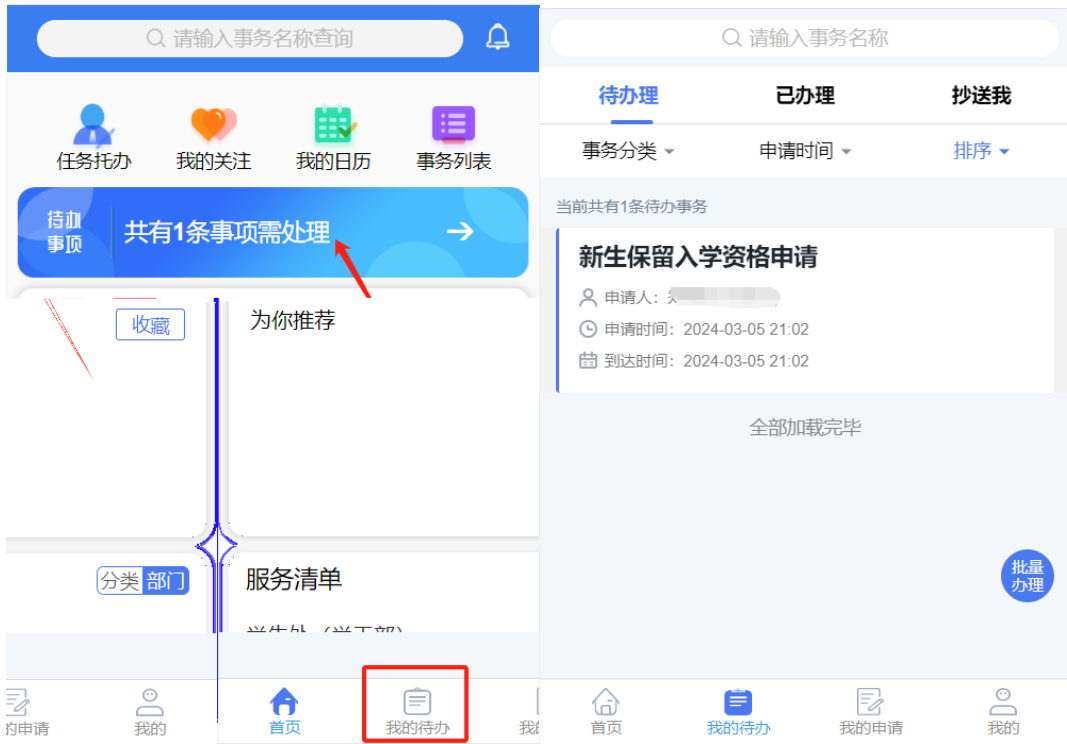 请输入事务名称查询
任务托办 我的关注 我的日历 事务列表
待办
事项
共有1条事项需处理
收藏
为你推荐
分类 部门
服务清单
的申请 我的 首页 我的待办
请输入事务名称
待办理 已办理 抄送我
事务分类 申请时间 排序
当前共有1条待办事务
新生保留入学资格申请
申请人：
申请时间：2024-03-05 21:02
到达时间：2024-03-05 21:02
全部加载完毕
批量
办理
首页 我的待办 我的申请 我的